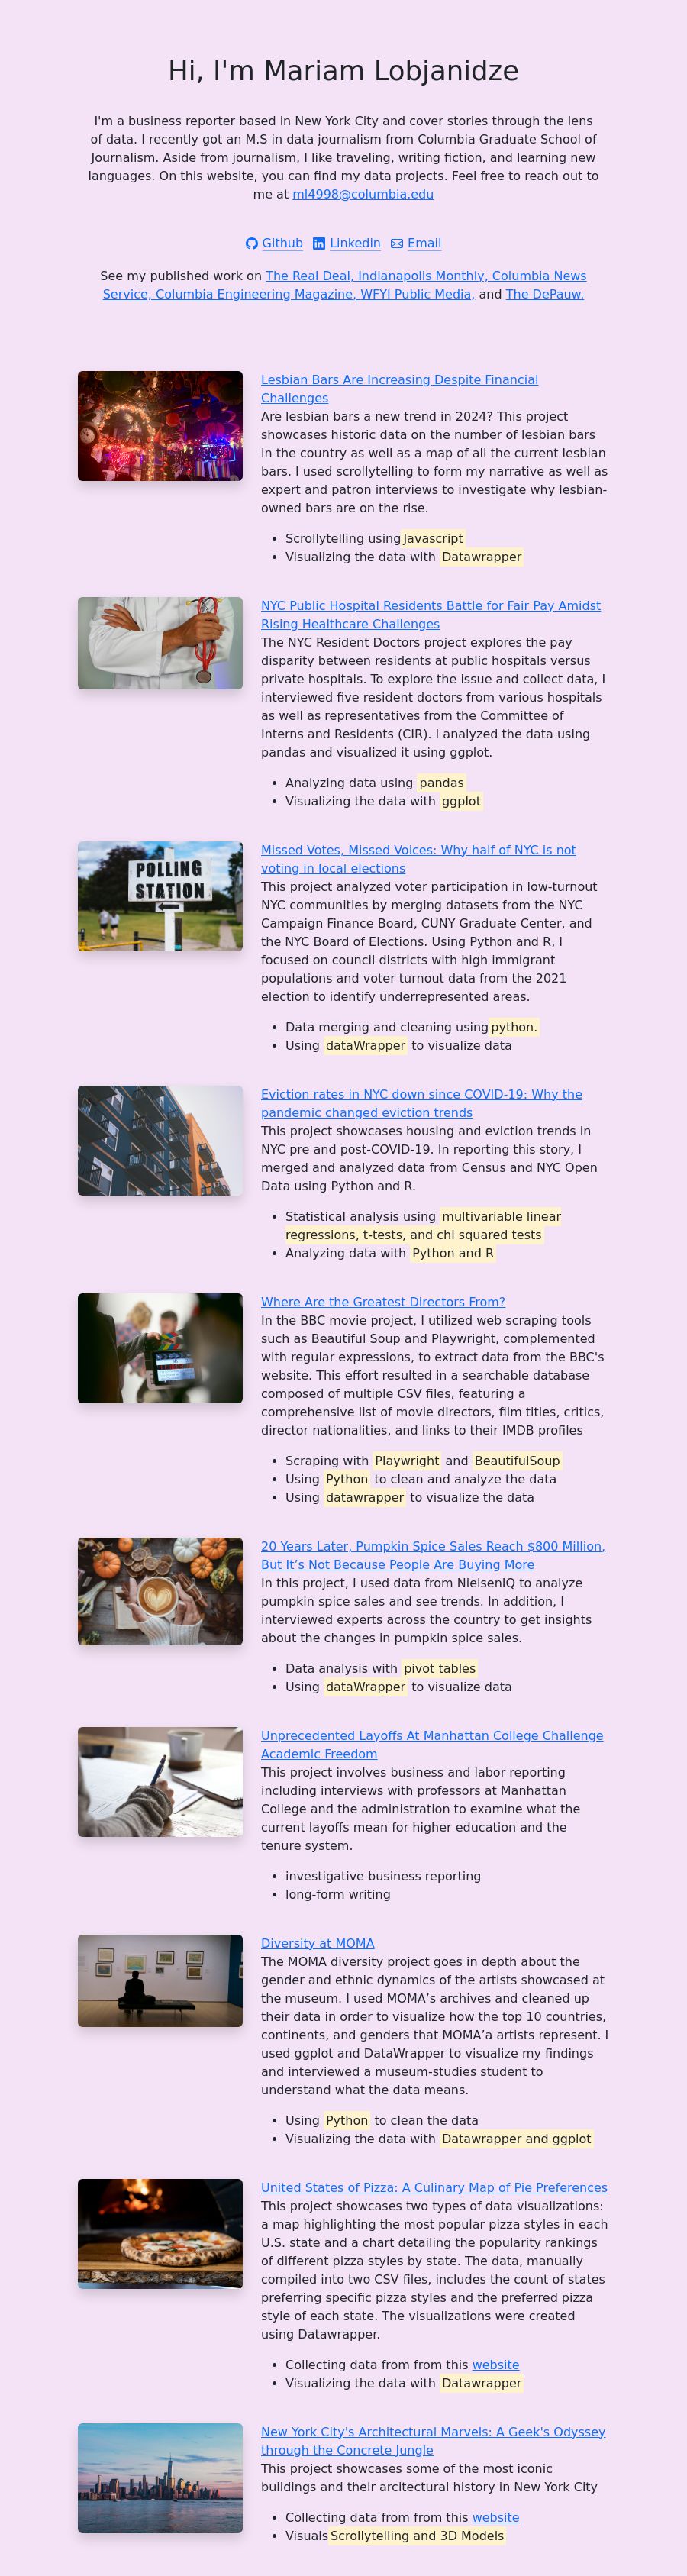 Hi, I'm Mariam Lobjanidze
I'm a business reporter based in New York City and cover stories through the lens
of data. I recently got an M.S in data journalism from Columbia Graduate School of
Journalism. Aside from journalism, I like traveling, writing fiction, and learning new
languages. On this website, you can find my data projects. Feel free to reach out to
me at ml4998@columbia.edu
Github Linkedin Email
See my published work on The Real Deal, Indianapolis Monthly, Columbia News
Service, Columbia Engineering Magazine, WFYI Public Media, and The DePauw.
Lesbian Bars Are Increasing Despite Financial
Challenges
Are lesbian bars a new trend in 2024? This project
showcases historic data on the number of lesbian bars
in the country as well as a map of all the current lesbian
bars. I used scrollytelling to form my narrative as well as
expert and patron interviews to investigate why lesbian-
owned bars are on the rise.
• Scrollytelling using Javascript
• Visualizing the data with Datawrapper
NYC Public Hospital Residents Battle for Fair Pay Amidst
Rising Healthcare Challenges
The NYC Resident Doctors project explores the pay
disparity between residents at public hospitals versus
private hospitals. To explore the issue and collect data, I
interviewed five resident doctors from various hospitals
as well as representatives from the Committee of
Interns and Residents (CIR). I analyzed the data using
pandas and visualized it using ggplot.
• Analyzing data using pandas
• Visualizing the data with ggplot
POLLING
STATION
Missed Votes, Missed Voices: Why half of NYC is not
voting in local elections
This project analyzed voter participation in low-turnout
NYC communities by merging datasets from the NYC
Campaign Finance Board, CUNY Graduate Center, and
the NYC Board of Elections. Using Python and R, I
focused on council districts with high immigrant
populations and voter turnout data from the 2021
election to identify underrepresented areas.
• Data merging and cleaning using python.
• Using dataWrapper to visualize data
Eviction rates in NYC down since COVID-19: Why the
pandemic changed eviction trends
This project showcases housing and eviction trends in
NYC pre and post-COVID-19. In reporting this story, I
merged and analyzed data from Census and NYC Open
Data using Python and R.
• Statistical analysis using multivariable linear
regressions, t-tests, and chi squared tests
• Analyzing data with Python and R
Where Are the Greatest Directors From?
In the BBC movie project, I utilized web scraping tools
such as Beautiful Soup and Playwright, complemented
with regular expressions, to extract data from the BBC's
website. This effort resulted in a searchable database
composed of multiple CSV files, featuring a
comprehensive list of movie directors, film titles, critics,
director nationalities, and links to their IMDB profiles
• Scraping with Playwright and BeautifulSoup
• Using Python to clean and analyze the data
• Using datawrapper to visualize the data
20 Years Later, Pumpkin Spice Sales Reach $800 Million,
But It’s Not Because People Are Buying More
In this project, I used data from NielsenIQ to analyze
pumpkin spice sales and see trends. In addition, I
interviewed experts across the country to get insights
about the changes in pumpkin spice sales.
• Data analysis with pivot tables
• Using dataWrapper to visualize data
Unprecedented Layoffs At Manhattan College Challenge
Academic Freedom
This project involves business and labor reporting
including interviews with professors at Manhattan
College and the administration to examine what the
current layoffs mean for higher education and the
tenure system.
• investigative business reporting
• long-form writing
Diversity at MOMA
The MOMA diversity project goes in depth about the
gender and ethnic dynamics of the artists showcased at
the museum. I used MOMA’s archives and cleaned up
their data in order to visualize how the top 10 countries,
continents, and genders that MOMA’a artists represent. I
used ggplot and DataWrapper to visualize my findings
and interviewed a museum-studies student to
understand what the data means.
• Using Python to clean the data
• Visualizing the data with Datawrapper and ggplot
United States of Pizza: A Culinary Map of Pie Preferences
This project showcases two types of data visualizations:
a map highlighting the most popular pizza styles in each
U.S. state and a chart detailing the popularity rankings
of different pizza styles by state. The data, manually
compiled into two CSV files, includes the count of states
preferring specific pizza styles and the preferred pizza
style of each state. The visualizations were created
using Datawrapper.
• Collecting data from from this website
• Visualizing the data with Datawrapper
New York City's Architectural Marvels: A Geek's Odyssey
through the Concrete Jungle
This project showcases some of the most iconic
buildings and their arcitectural history in New York City
• Collecting data from from this website
• Visuals Scrollytelling and 3D Models